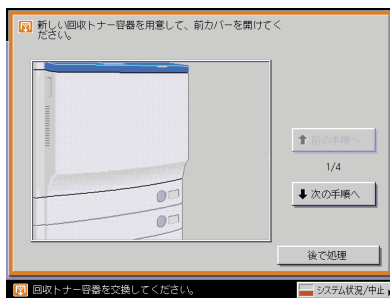 新しい回収トナー容器を用意して、前カバーを開けてく
ださい。
前の手順へ
1/4
次の手順へ
後で処理
回収トナー容器を交換してください。
システム状況/中止